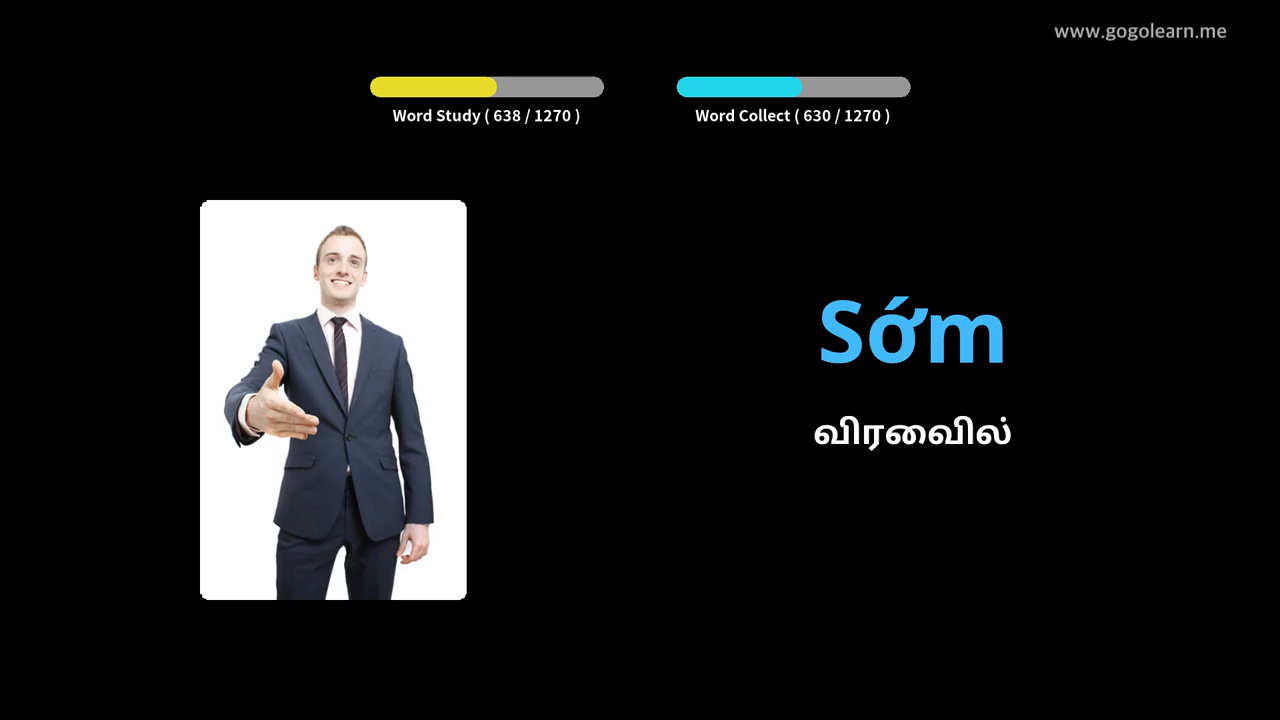 www.gogolearn.me
Word Study ( 638 / 1270 )
Word Collect ( 630 / 1270 )
Sớm
விரைவில்